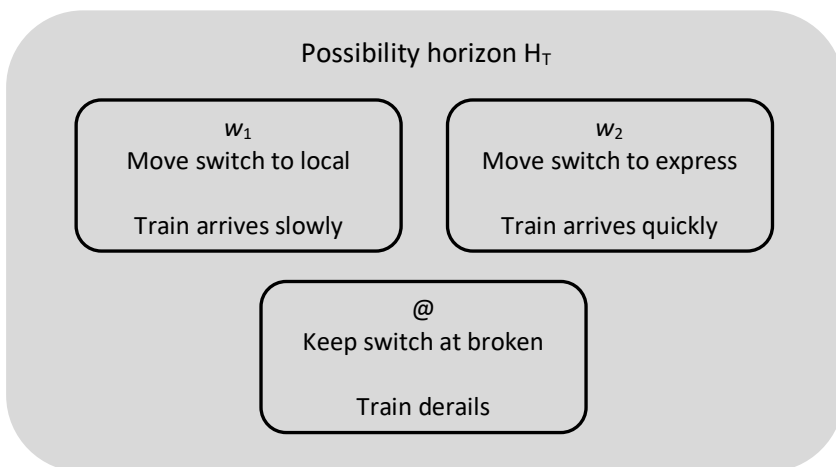 Possibility horizon H_T
w_1
Move switch to local
Train arrives slowly
w_2
Move switch to express
Train arrives quickly
@
Keep switch at broken
Train derails